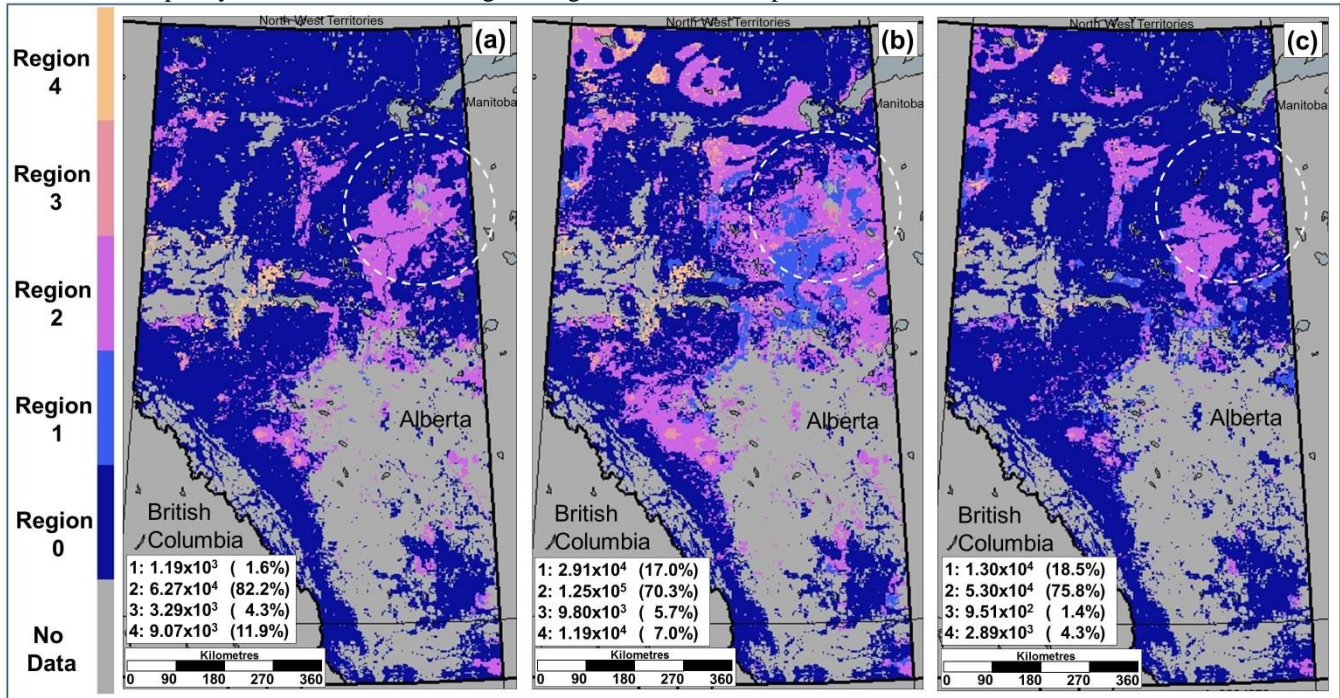 Region
4
Region
3
Region
2
Region
1
Region
0
No
Data
North West Territories
(a)
Manitoba
Alberta
British
Columbia
1: 1.19x10³ ( 1.6%)
2: 6.27x10⁴ (82.2%)
3: 3.29x10³ ( 4.3%)
4: 9.07x10³ (11.9%)
Kilometres
0 90 180 270 360
North West Territories
(b)
Manitoba
Alberta
British
Columbia
1: 2.91x10⁴ (17.0%)
2: 1.25x10⁵ (70.3%)
3: 9.80x10³ ( 5.7%)
4: 1.19x10⁴ ( 7.0%)
Kilometres
0 90 180 270 360
North West Territories
(c)
Manitoba
Alberta
British
Columbia
1: 1.30x10⁴ (18.5%)
2: 5.30x10⁴ (75.8%)
3: 9.51x10² ( 1.4%)
4: 2.89x10³ ( 4.3%)
Kilometres
0 90 180 270 360